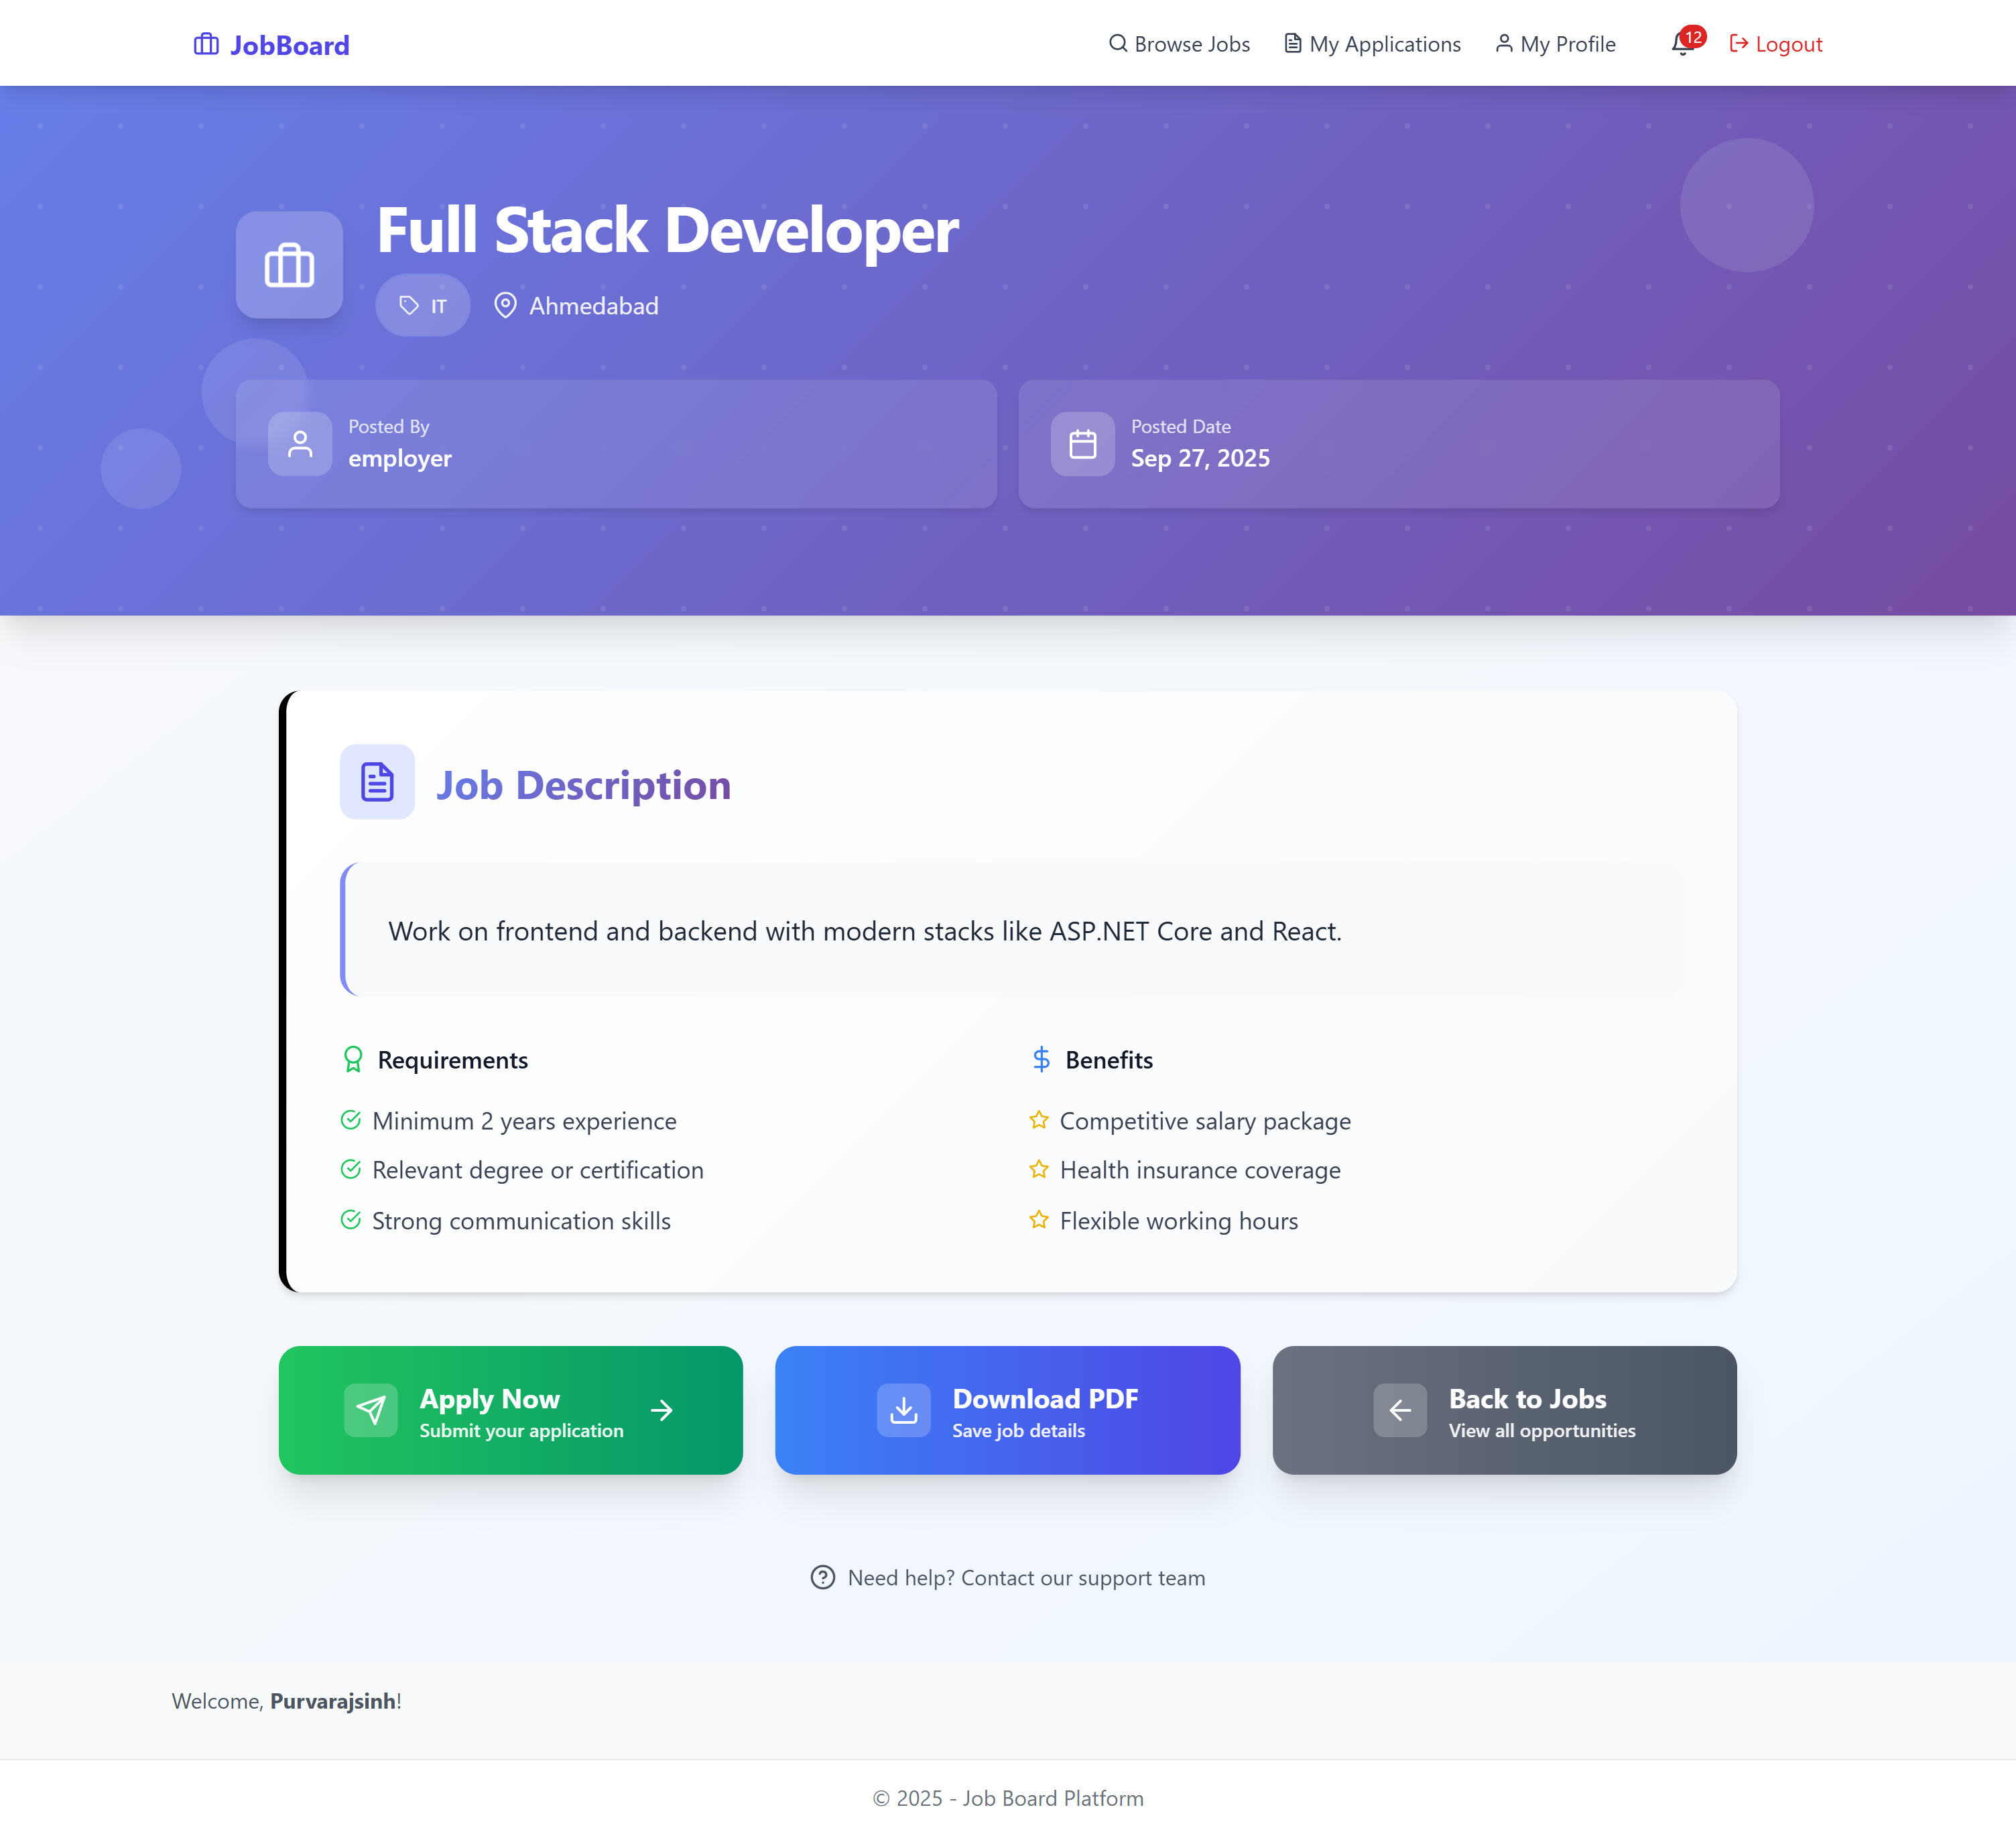 JobBoard
Browse Jobs
My Applications
My Profile
12
Logout
Full Stack Developer
IT
Ahmedabad
Posted By
employer
Posted Date
Sep 27, 2025
Job Description
Work on frontend and backend with modern stacks like ASP.NET Core and React.
Requirements
Minimum 2 years experience
Relevant degree or certification
Strong communication skills
Benefits
Competitive salary package
Health insurance coverage
Flexible working hours
Apply Now
Submit your application
Download PDF
Save job details
Back to Jobs
View all opportunities
Need help? Contact our support team
Welcome, Purvarajsinh!
© 2025 - Job Board Platform